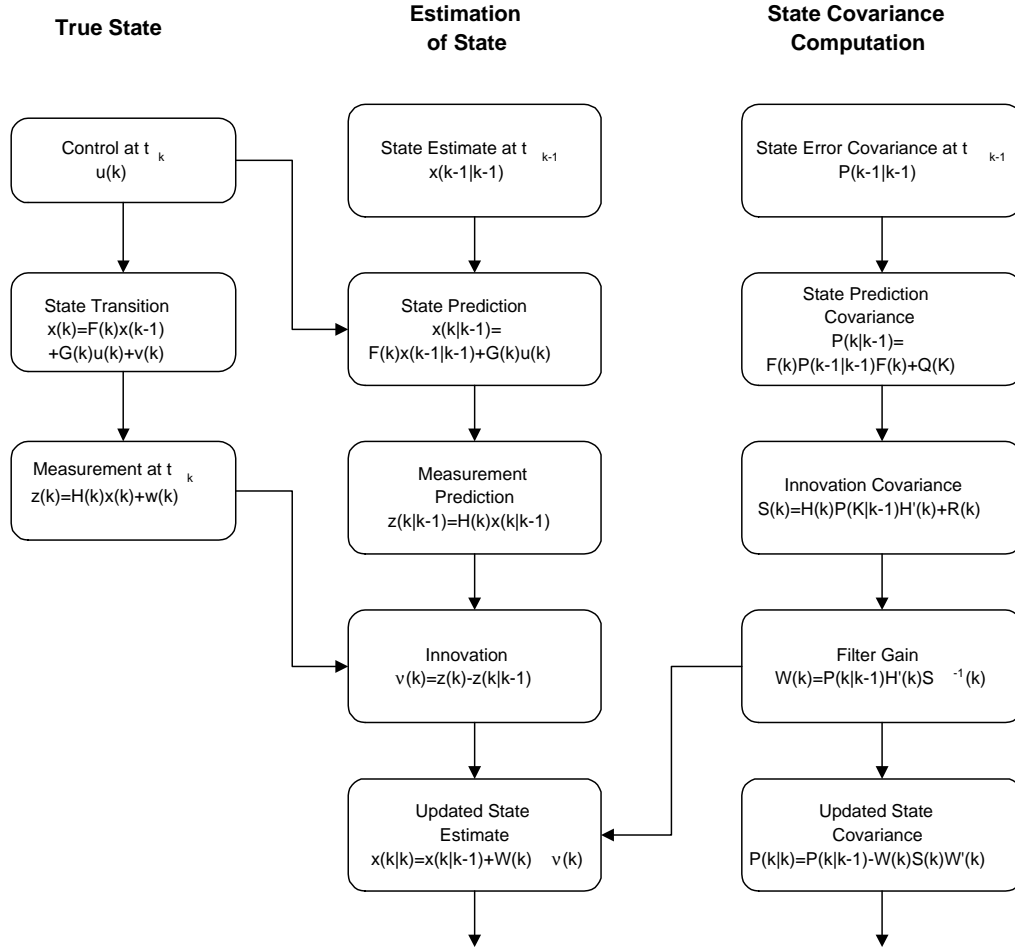 True State
Estimation
of State
State Covariance
Computation
Control at t k
u(k)
State Transition
x(k)=F(k)x(k-1)
+G(k)u(k)+v(k)
Measurement at t k
z(k)=H(k)x(k)+w(k)
State Estimate at t k-1
x(k-1|k-1)
State Prediction
x(k|k-1)=
F(k)x(k-1|k-1)+G(k)u(k)
Measurement
Prediction
z(k|k-1)=H(k)x(k|k-1)
Innovation
ν(k)=z(k)-z(k|k-1)
Updated State
Estimate
x(k|k)=x(k|k-1)+W(k) ν(k)
State Error Covariance at t k-1
P(k-1|k-1)
State Prediction
Covariance
P(k|k-1)=
F(k)P(k-1|k-1)F(k)+Q(K)
Innovation Covariance
S(k)=H(k)P(K|k-1)H'(k)+R(k)
Filter Gain
W(k)=P(k|k-1)H'(k)S -1(k)
Updated State
Covariance
P(k|k)=P(k|k-1)-W(k)S(k)W'(k)